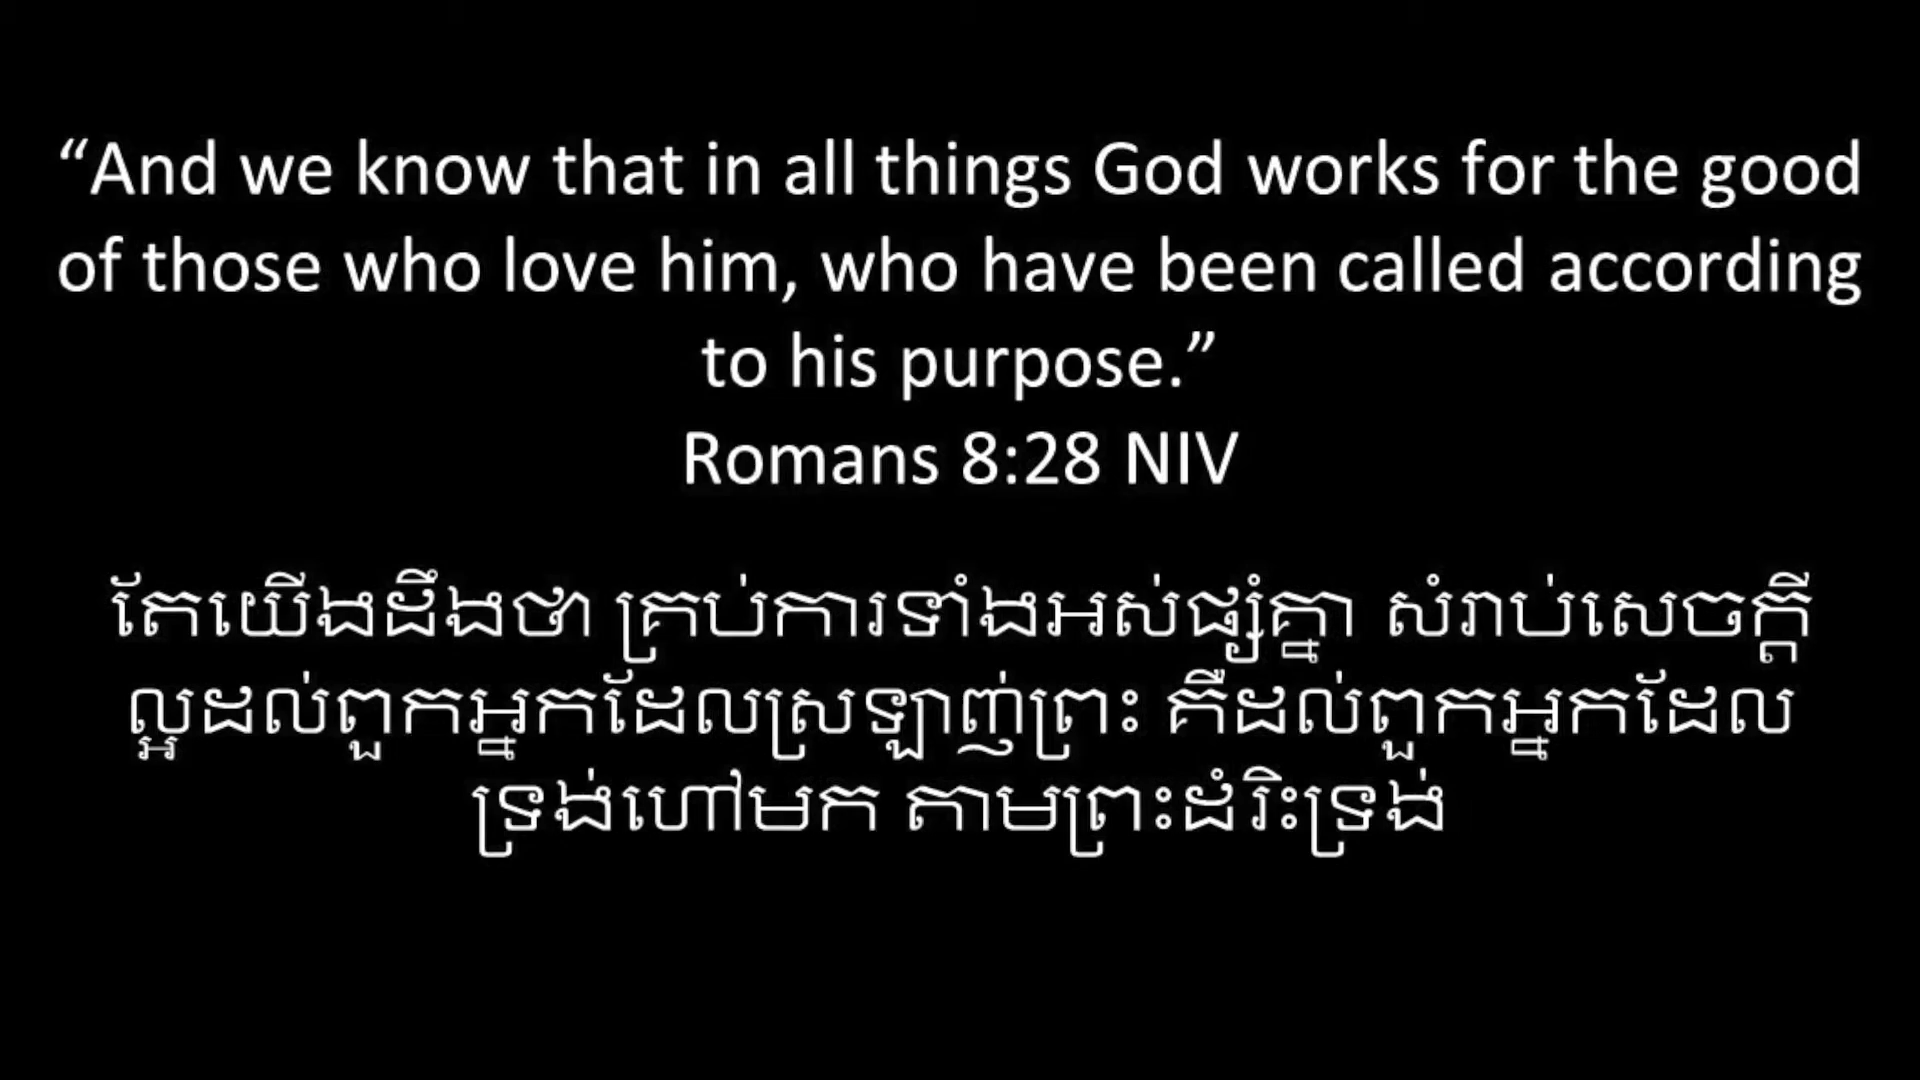 “And we know that in all things God works for the good
of those who love him, who have been called according
to his purpose.”
Romans 8:28 NIV
តែយើងដឹងថា គ្រប់ការទាំងអស់ផ្សំគ្នា សំរាប់សេចក្តី
ល្អដល់ពួកអ្នកដែលស្រឡាញ់ព្រះ គឺដល់ពួកអ្នកដែល
ទ្រង់ហៅមក តាមព្រះដំរិះទ្រង់